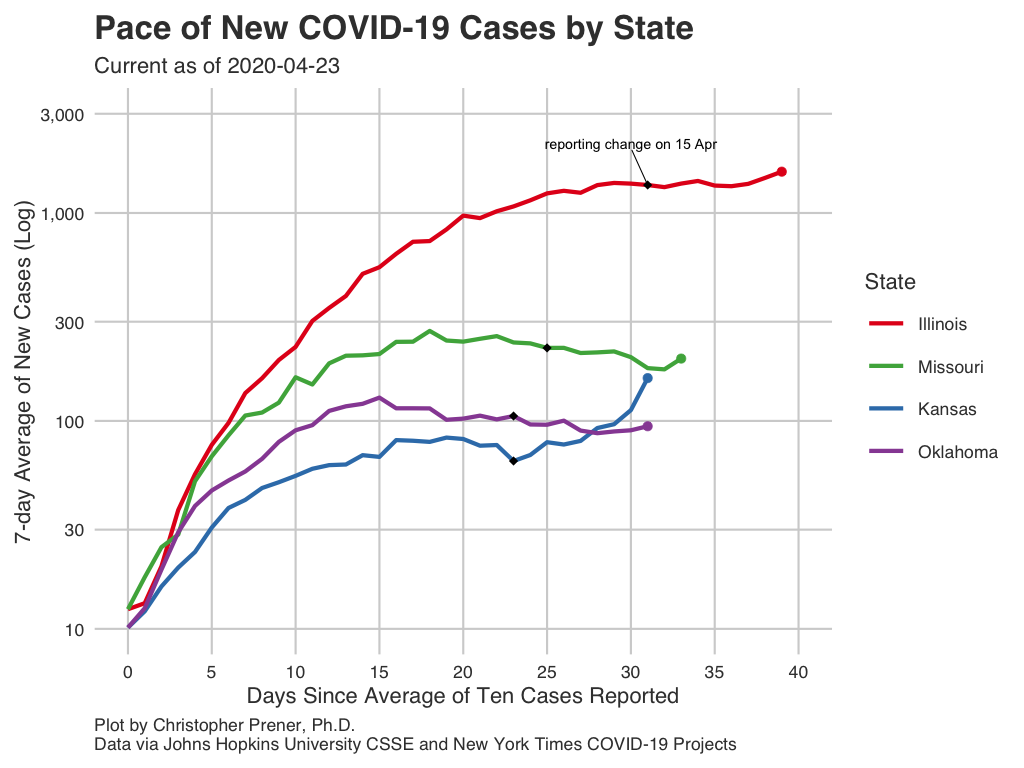 Pace of New COVID-19 Cases by State
Current as of 2020-04-23
7-day Average of New Cases (Log)
3,000
1,000
300
100
30
10
reporting change on 15 Apr
0 5 10 15 20 25 30 35 40
Days Since Average of Ten Cases Reported
State
Illinois
Missouri
Kansas
Oklahoma
Plot by Christopher Prener, Ph.D.
Data via Johns Hopkins University CSSE and New York Times COVID-19 Projects